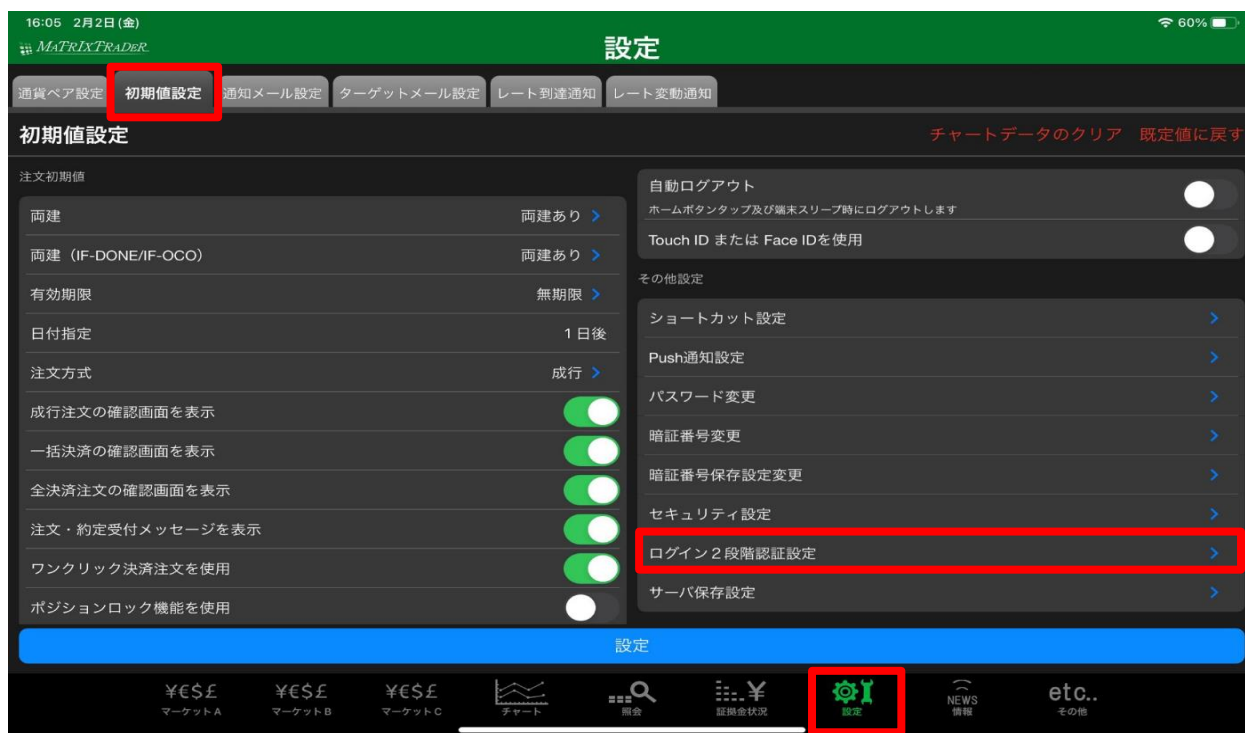 16:05 2月2日(金)
60%
MATRIXTRADER
設定
通貨ペア設定
初期値設定
通知メール設定
ターゲットメール設定
レート到達通知
レート変動通知
初期値設定
チャートデータのクリア 既定値に戻す
注文初期値
両建 両建あり
両建(IF-DONE/IF-OCO) 両建あり
有効期限 無期限
日付指定 1日後
注文方式 成行
成行注文の確認画面を表示
一括決済の確認画面を表示
全決済注文の確認画面を表示
注文・約定受付メッセージを表示
ワンクリック決済注文を使用
ポジションロック機能を使用
自動ログアウト
ホームボタンタップ及び端末スリープ時にログアウトします
Touch ID または Face IDを使用
その他設定
ショートカット設定
Push通知設定
パスワード変更
暗証番号変更
暗証番号保存設定変更
セキュリティ設定
ログイン2段階認証設定
サーバ保存設定
設定
¥€$£
マーケットA
¥€$£
マーケットB
¥€$£
マーケットC
チャート
照会
¥
証拠金状況
設定
NEWS
情報
etc..
その他